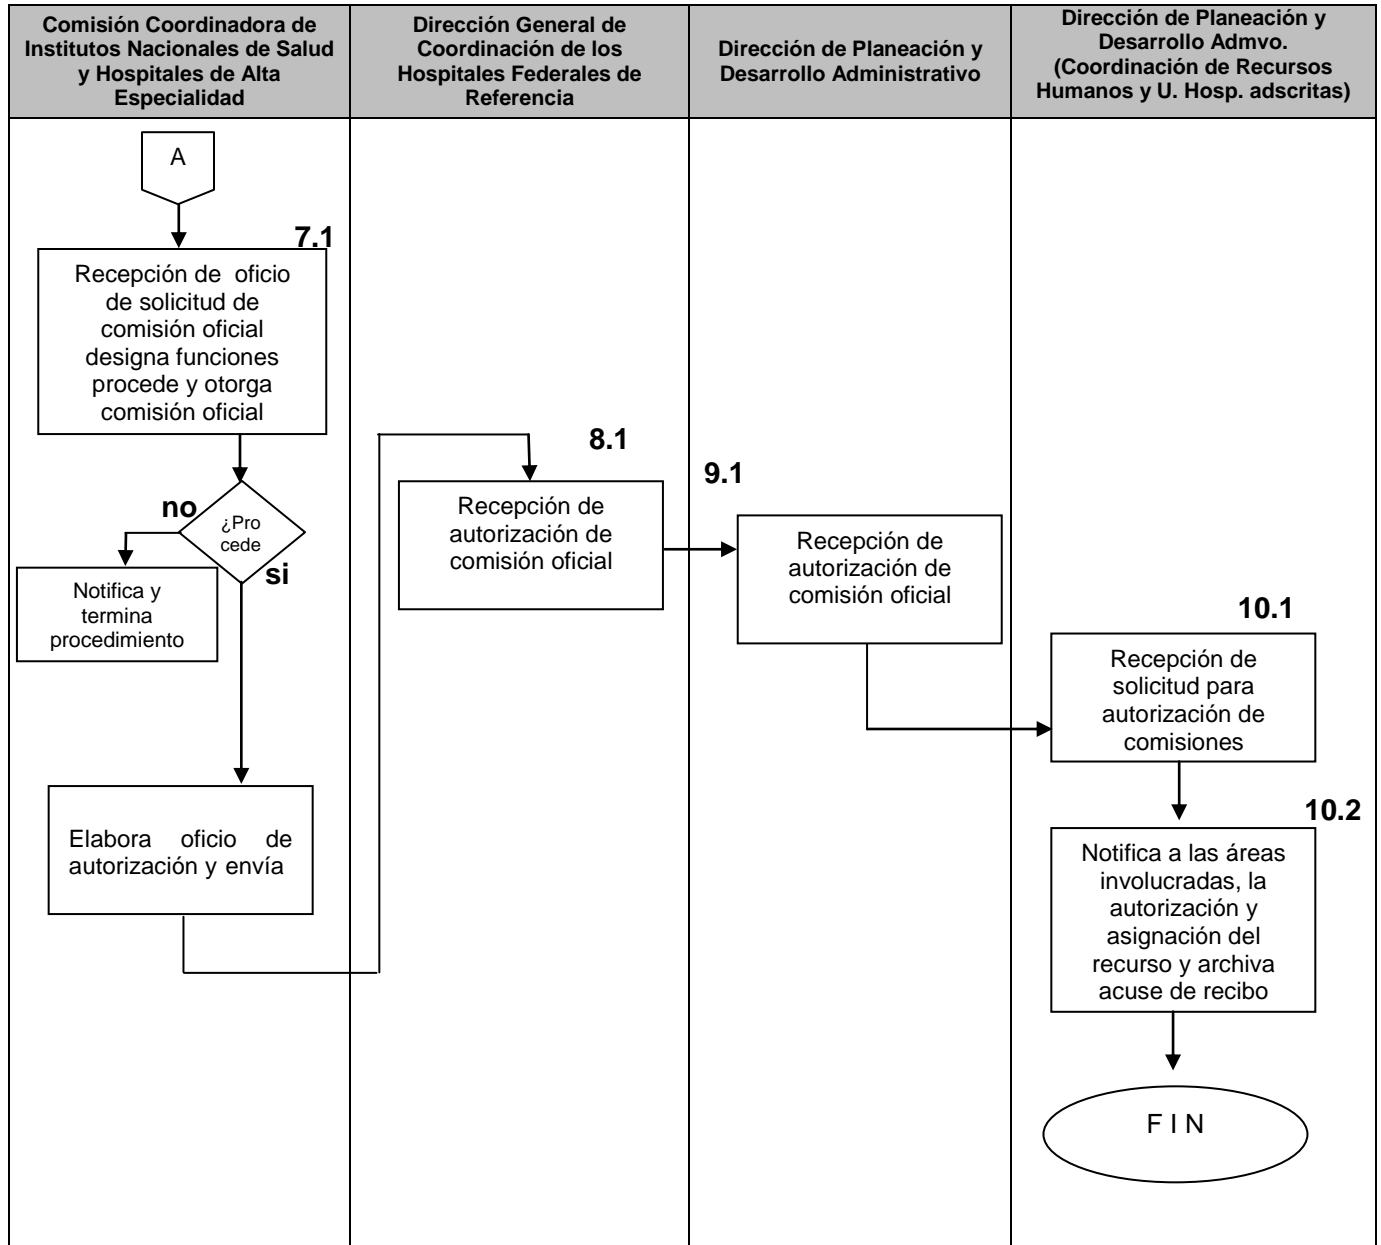 Comisión Coordinadora de
Institutos Nacionales de Salud
y Hospitales de Alta
Especialidad
Dirección General de
Coordinación de los
Hospitales Federales de
Referencia
Dirección de Planeación y
Desarrollo Administrativo
Dirección de Planeación y
Desarrollo Admvo.
(Coordinación de Recursos
Humanos y U. Hosp. adscritas)
A
7.1
Recepción de oficio
de solicitud de
comisión oficial
designa funciones
procede y otorga
comisión oficial
no
¿Pro
cede
si
Notifica y
termina
procedimiento
Elabora oficio de
autorización y envía
8.1
Recepción de
autorización de
comisión oficial
9.1
Recepción de
autorización de
comisión oficial
10.1
Recepción de
solicitud para
autorización de
comisiones
10.2
Notifica a las áreas
involucradas, la
autorización y
asignación del
recurso y archiva
acuse de recibo
F I N